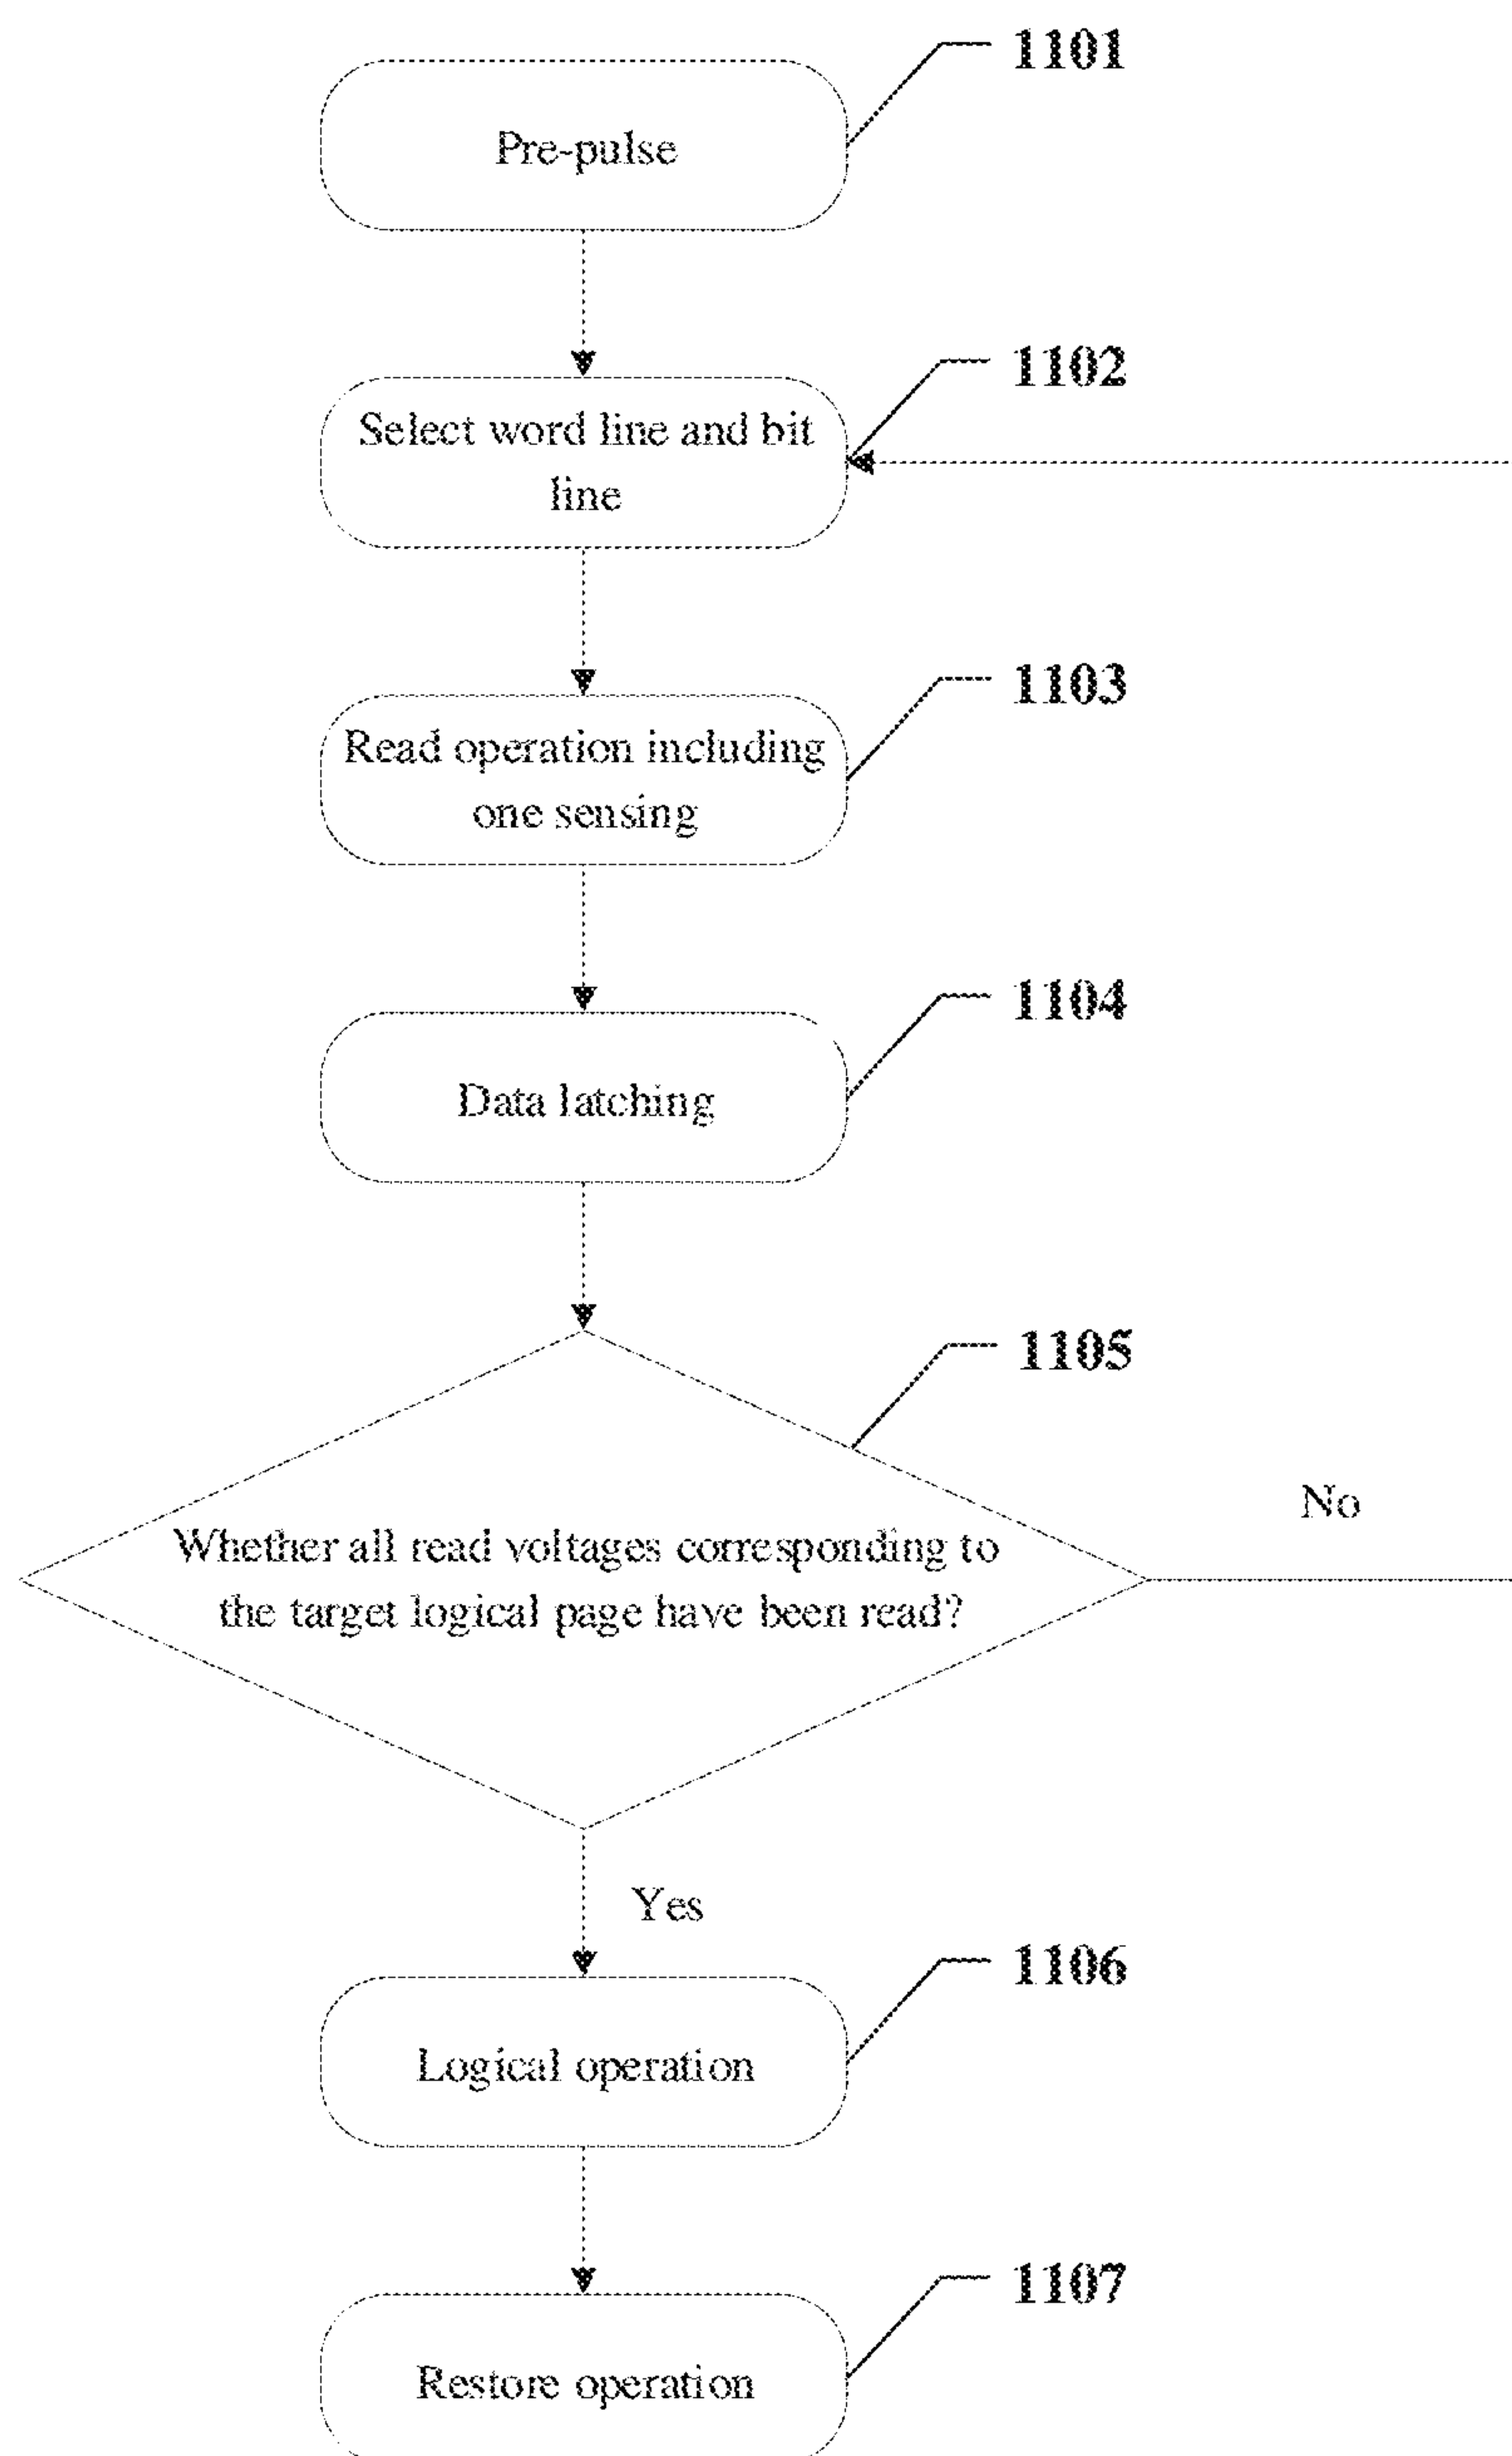 1101
Pre-pulse
1102
Select word line and bit
line
1103
Read operation including
one sensing
1104
Data latching
1105
Whether all read voltages corresponding to
the target logical page have been read?
No
Yes
1106
Logical operation
1107
Restore operation